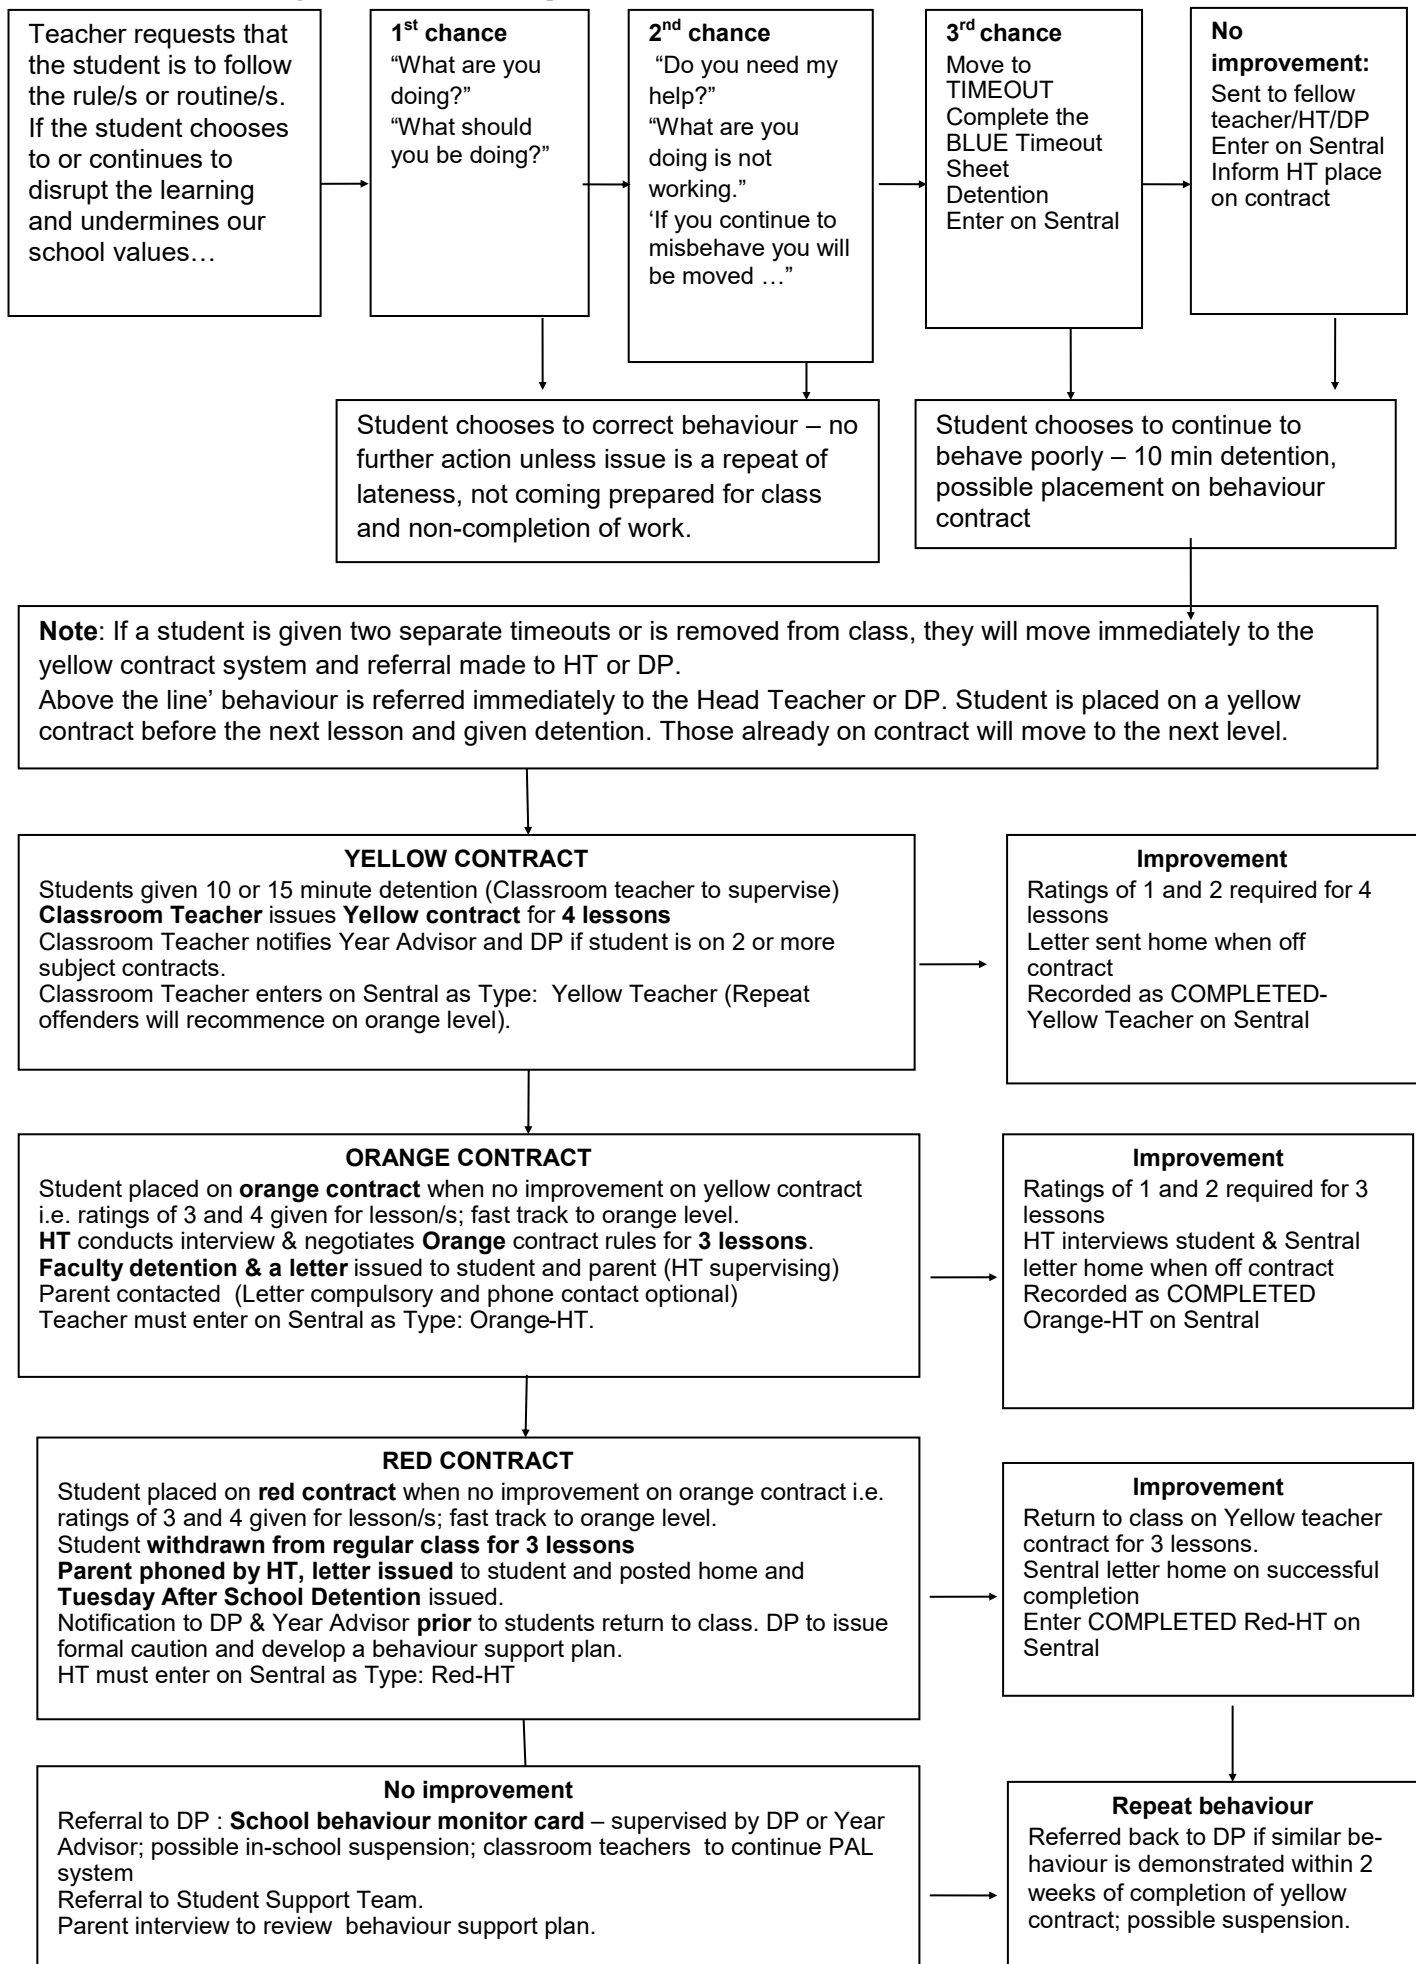 Teacher requests that
the student is to follow
the rule/s or routine/s.
If the student chooses
to or continues to
disrupt the learning
and undermines our
school values…
1st chance
“What are you
doing?”
“What should
you be doing?”
2nd chance
“Do you need my
help?”
“What are you
doing is not
working.”
‘If you continue to
misbehave you will
be moved …”
3rd chance
Move to
TIMEOUT
Complete the
BLUE Timeout
Sheet
Detention
Enter on Sentral
No
improvement:
Sent to fellow
teacher/HT/DP
Enter on Sentral
Inform HT place
on contract
Student chooses to correct behaviour – no
further action unless issue is a repeat of
lateness, not coming prepared for class
and non-completion of work.
Student chooses to continue to
behave poorly – 10 min detention,
possible placement on behaviour
contract
Note: If a student is given two separate timeouts or is removed from class, they will move immediately to the
yellow contract system and referral made to HT or DP.
Above the line’ behaviour is referred immediately to the Head Teacher or DP. Student is placed on a yellow
contract before the next lesson and given detention. Those already on contract will move to the next level.
YELLOW CONTRACT
Students given 10 or 15 minute detention (Classroom teacher to supervise)
Classroom Teacher issues Yellow contract for 4 lessons
Classroom Teacher notifies Year Advisor and DP if student is on 2 or more
subject contracts.
Classroom Teacher enters on Sentral as Type: Yellow Teacher (Repeat
offenders will recommence on orange level).
Improvement
Ratings of 1 and 2 required for 4
lessons
Letter sent home when off
contract
Recorded as COMPLETED-
Yellow Teacher on Sentral
ORANGE CONTRACT
Student placed on orange contract when no improvement on yellow contract
i.e. ratings of 3 and 4 given for lesson/s; fast track to orange level.
HT conducts interview & negotiates Orange contract rules for 3 lessons.
Faculty detention & a letter issued to student and parent (HT supervising)
Parent contacted (Letter compulsory and phone contact optional)
Teacher must enter on Sentral as Type: Orange-HT.
Improvement
Ratings of 1 and 2 required for 3
lessons
HT interviews student & Sentral
letter home when off contract
Recorded as COMPLETED
Orange-HT on Sentral
RED CONTRACT
Student placed on red contract when no improvement on orange contract i.e.
ratings of 3 and 4 given for lesson/s; fast track to orange level.
Student withdrawn from regular class for 3 lessons
Parent phoned by HT, letter issued to student and posted home and
Tuesday After School Detention issued.
Notification to DP & Year Advisor prior to students return to class. DP to issue
formal caution and develop a behaviour support plan.
HT must enter on Sentral as Type: Red-HT
Improvement
Return to class on Yellow teacher
contract for 3 lessons.
Sentral letter home on successful
completion
Enter COMPLETED Red-HT on
Sentral
No improvement
Referral to DP : School behaviour monitor card – supervised by DP or Year
Advisor; possible in-school suspension; classroom teachers to continue PAL
system
Referral to Student Support Team.
Parent interview to review behaviour support plan.
Repeat behaviour
Referred back to DP if similar be-
haviour is demonstrated within 2
weeks of completion of yellow
contract; possible suspension.